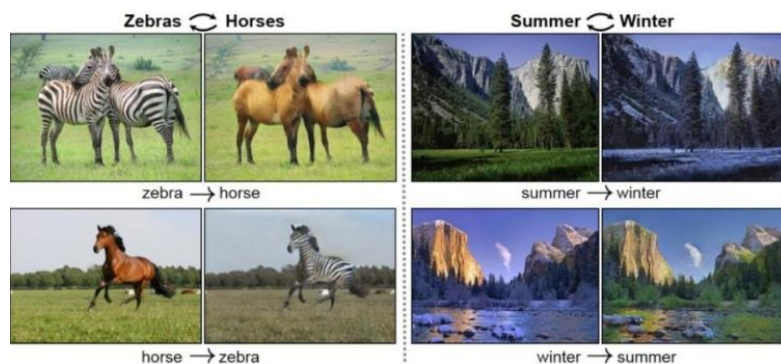 Zebras Horses
zebra → horse
horse → zebra
Summer Winter
summer → winter
winter → summer